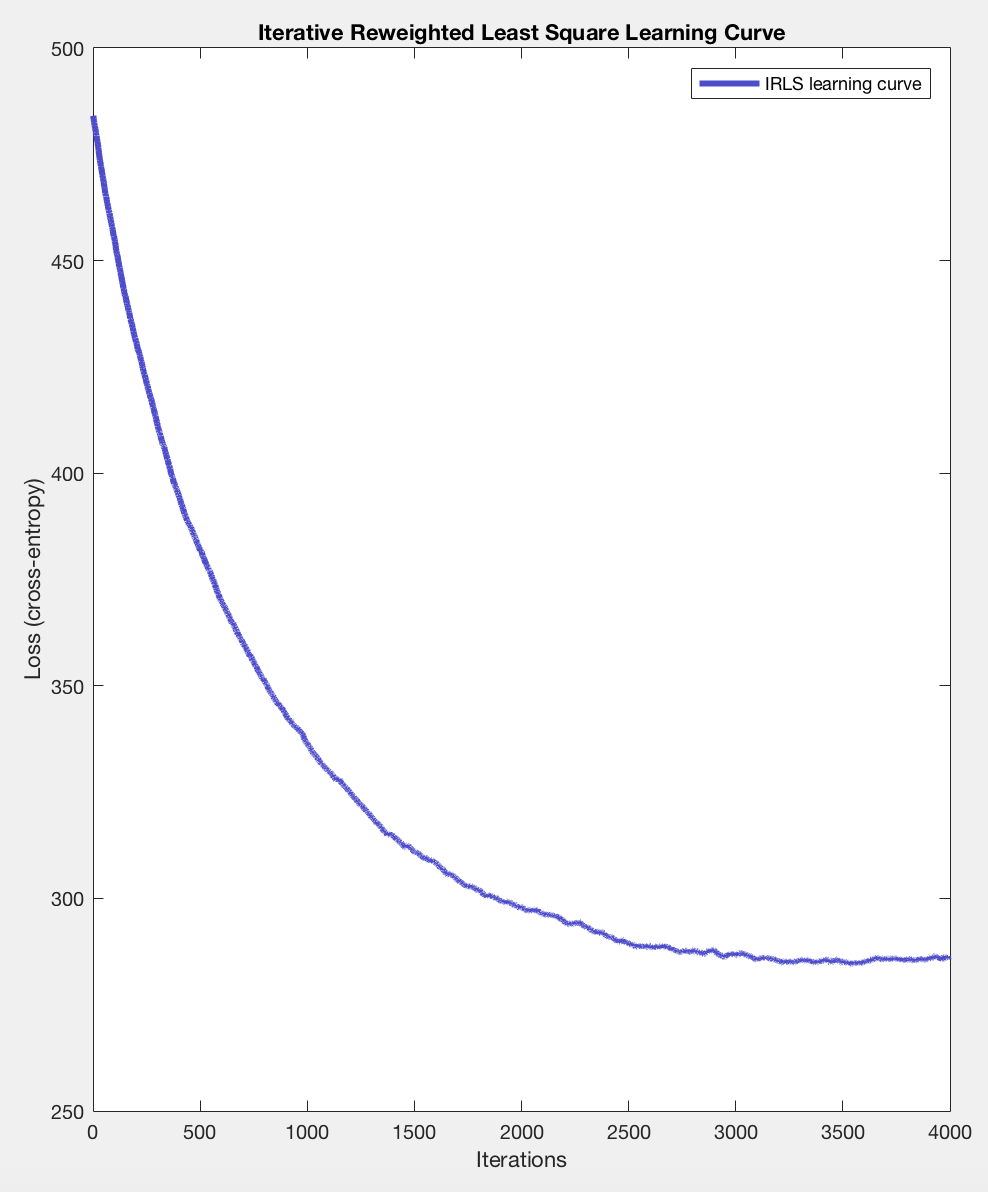 Iterative Reweighted Least Square Learning Curve
IRLS learning curve
Loss (cross-entropy)
500
450
400
350
300
250
0 500 1000 1500 2000 2500 3000 3500 4000
Iterations